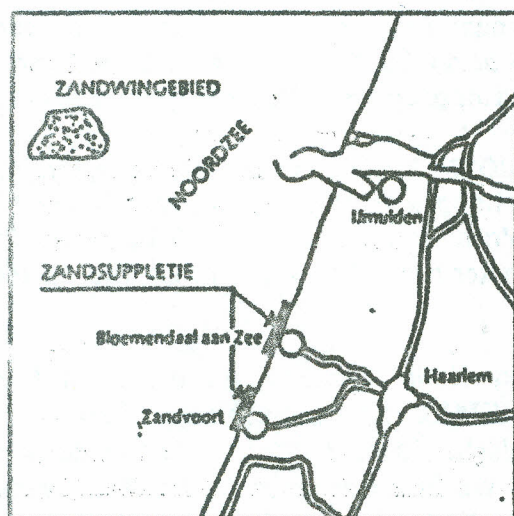 ZANDWINGEBIED
NOORDZEE
IJmuiden
ZANDSUPPLETIE
Bloemendaal aan Zee
Haarlem
Zandvoort